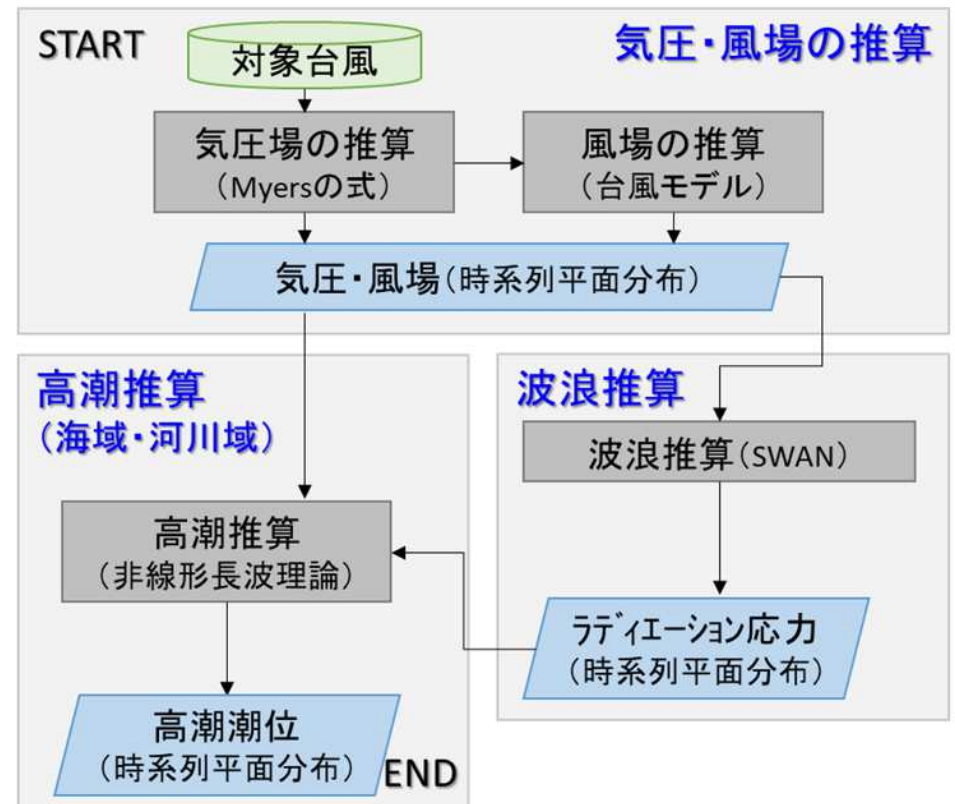 START
対象台風
気圧・風場の推算
気圧場の推算
(Myersの式)
風場の推算
(台風モデル)
気圧・風場(時系列平面分布)
高潮推算
(海域・河川域)
高潮推算
(非線形長波理論)
高潮潮位
(時系列平面分布)
END
波浪推算
波浪推算(SWAN)
ラディエーション応力
(時系列平面分布)